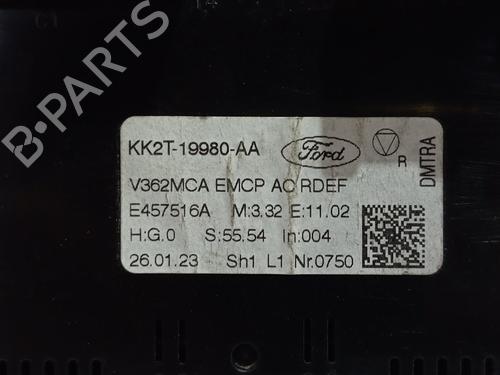 B-PARTS
C1
KK2T-19980-AA Ford
V362MCA EMCP AC RDEF
E457516A M:3.32 E:11.02
H:G.0 S:55.54 In:004
26.01.23 Sh1 L1 Nr.0750
R
DMTRA